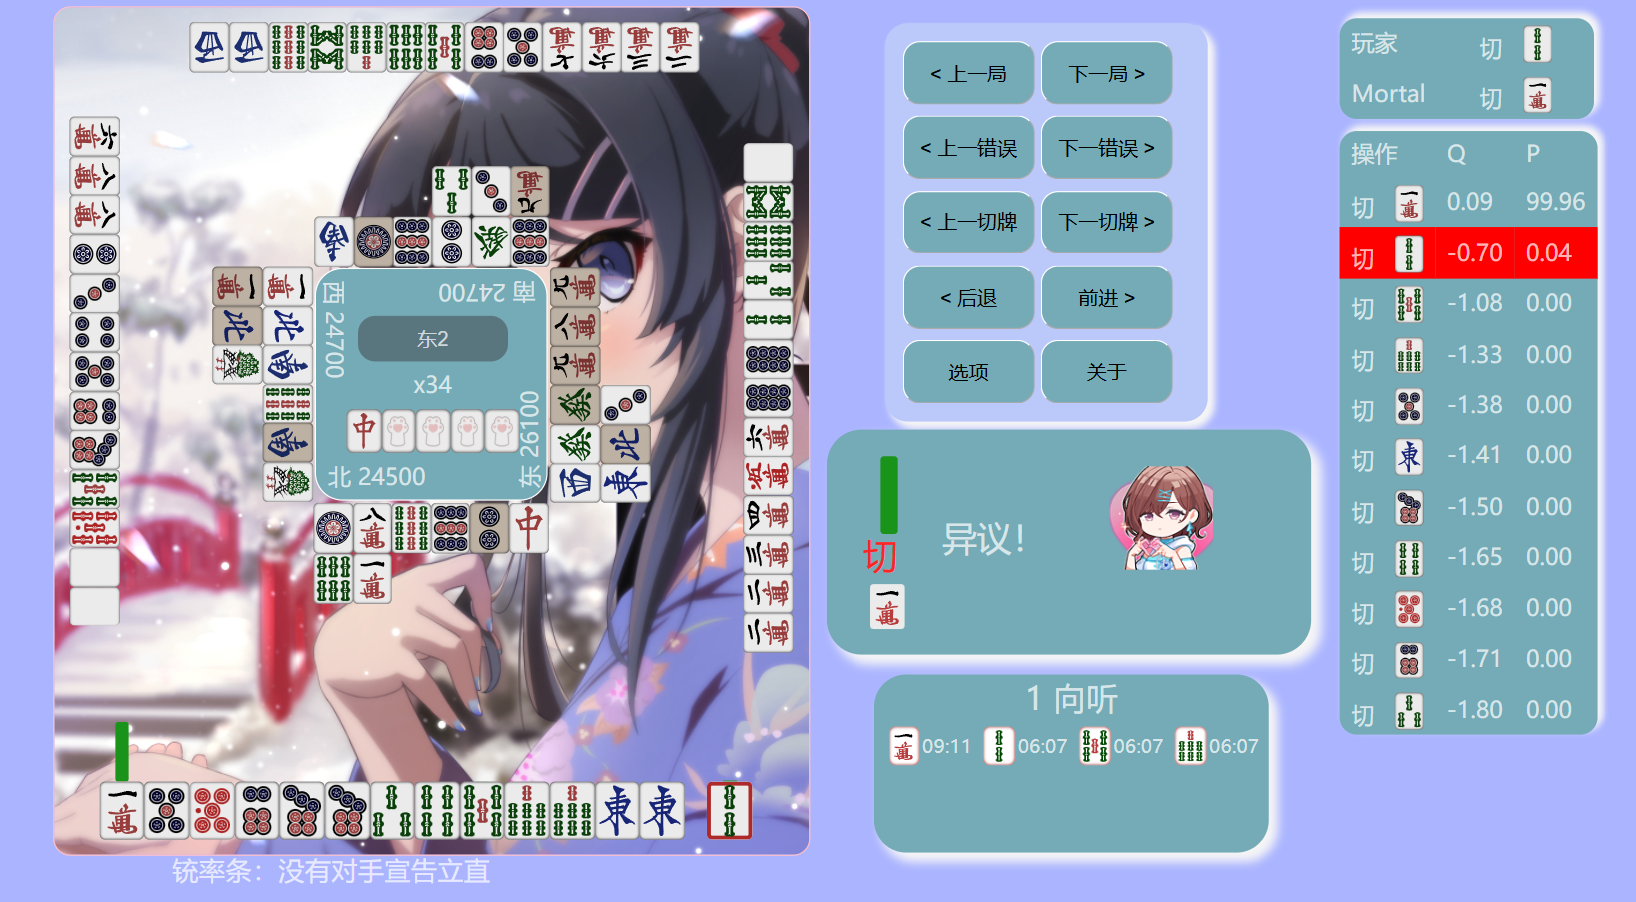 西 24700
南 24700
东2
x34
北 24500
东 26100
铳率条：没有对手宣告立直
< 上一局
下一局 >
< 上一错误
下一错误 >
< 上一切牌
下一切牌 >
< 后退
前进 >
选项
关于
切
异议！
1 向听
09:11
06:07
06:07
06:07
玩家 切
Mortal 切
操作 Q P
切 0.09 99.96
切 -0.70 0.04
切 -1.08 0.00
切 -1.33 0.00
切 -1.38 0.00
切 -1.41 0.00
切 -1.50 0.00
切 -1.65 0.00
切 -1.68 0.00
切 -1.71 0.00
切 -1.80 0.00